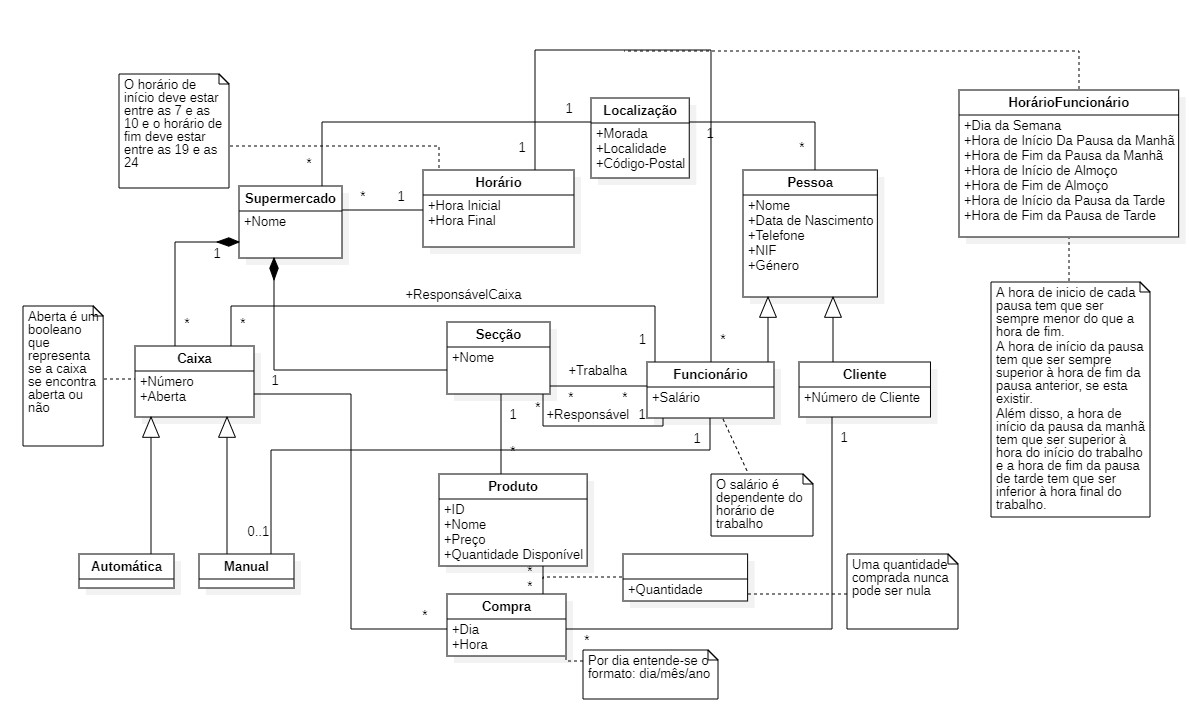 O horário de
início deve estar
entre as 7 e as
10 e o horário de
fim deve estar
entre as 19 e as
24
1
Localização
+Morada
+Localidade
+Código-Postal
1
*
1
*
HorárioFuncionário
+Dia da Semana
+Hora de Início Da Pausa da Manhã
+Hora de Fim da Pausa da Manhã
+Hora de Início de Almoço
+Hora de Fim de Almoço
+Hora de Início da Pausa da Tarde
+Hora de Fim da Pausa de Tarde
Supermercado
+Nome
*
1
Horário
+Hora Inicial
+Hora Final
Pessoa
+Nome
+Data de Nascimento
+Telefone
+NIF
+Género
1
A hora de inicio de cada
pausa tem que ser
sempre menor do que a
hora de fim.
A hora de início da pausa
tem que ser sempre
superior à hora de fim da
pausa anterior, se esta
existir.
Além disso, a hora de
início da pausa da manhã
tem que ser superior à
hora do início do trabalho
e a hora de fim da pausa
de tarde tem que ser
inferior à hora final do
trabalho.
+ResponsávelCaixa
Aberta é um
booleano
que
representa
se a caixa
se encontra
aberta ou
não
*
*
1
*
Caixa
+Número
+Aberta
1
Secção
+Nome
+Trabalha
*
*
*
+Responsável
1
Funcionário
+Salário
Cliente
+Número de Cliente
1
*
1
1
O salário é
dependente do
horário de
trabalho
Produto
+ID
+Nome
+Preço
+Quantidade Disponível
0..1
Automática
Manual
*
*
+Quantidade
Uma quantidade
comprada nunca
pode ser nula
*
Compra
+Dia
+Hora
*
Por dia entende-se o
formato: dia/mês/ano